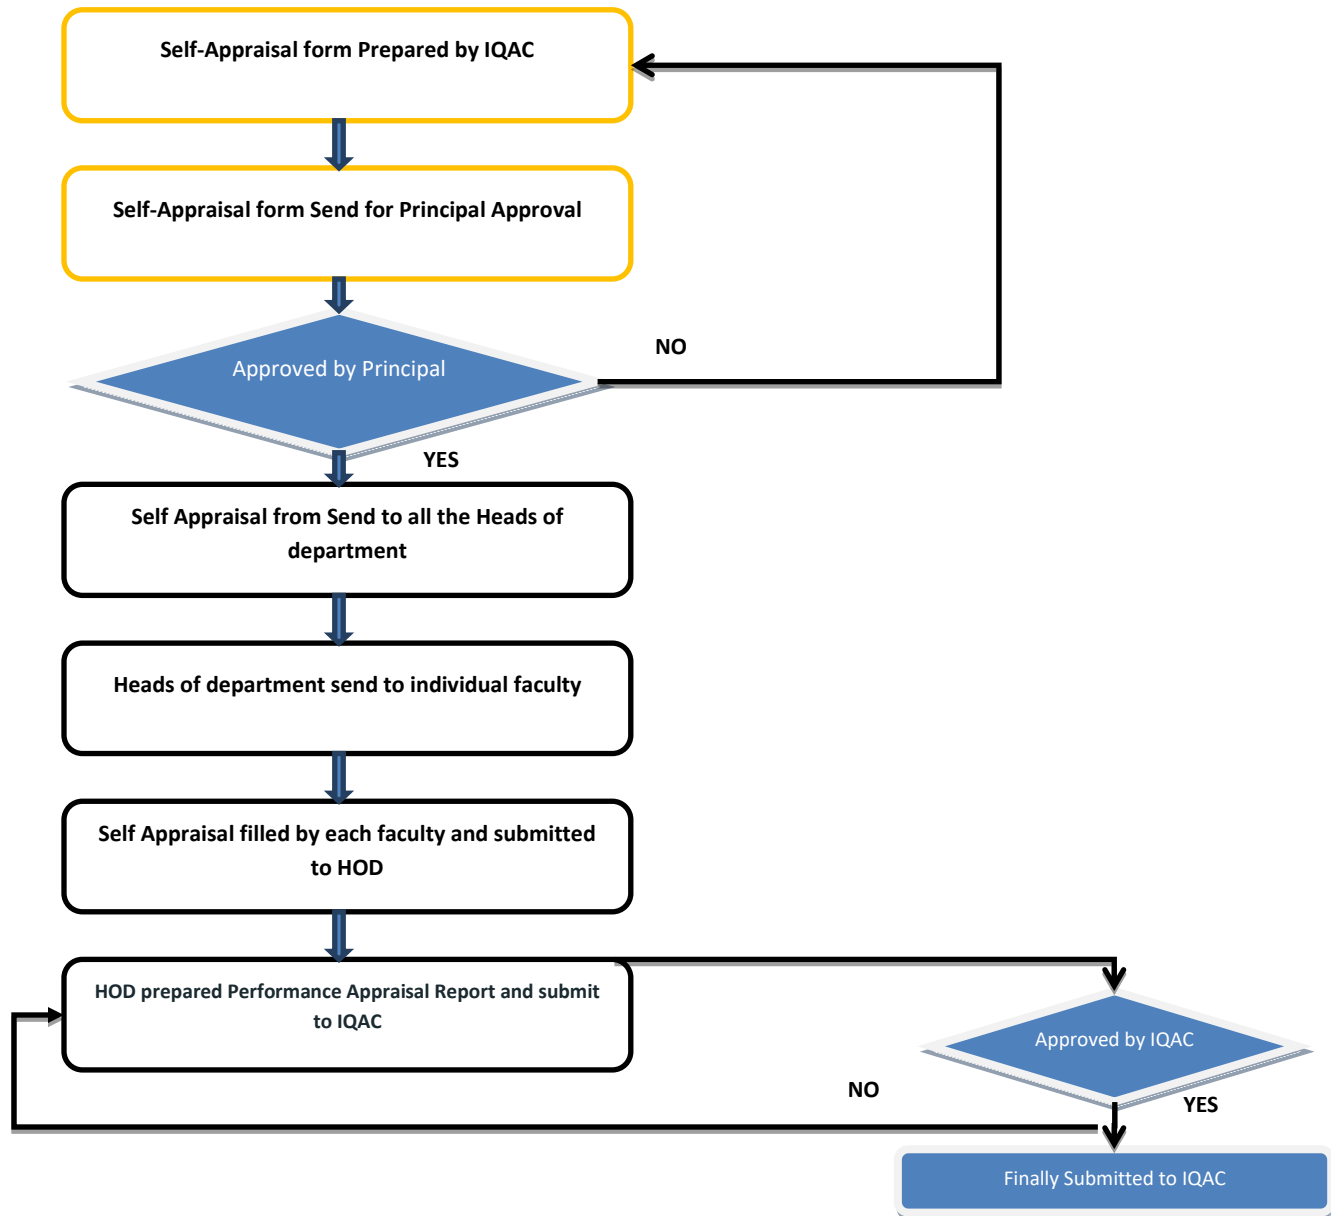 Self-Appraisal form Prepared by IQAC
Self-Appraisal form Send for Principal Approval
Approved by Principal
NO
YES
Self Appraisal from Send to all the Heads of
department
Heads of department send to individual faculty
Self Appraisal filled by each faculty and submitted
to HOD
HOD prepared Performance Appraisal Report and submit
to IQAC
Approved by IQAC
NO
YES
Finally Submitted to IQAC